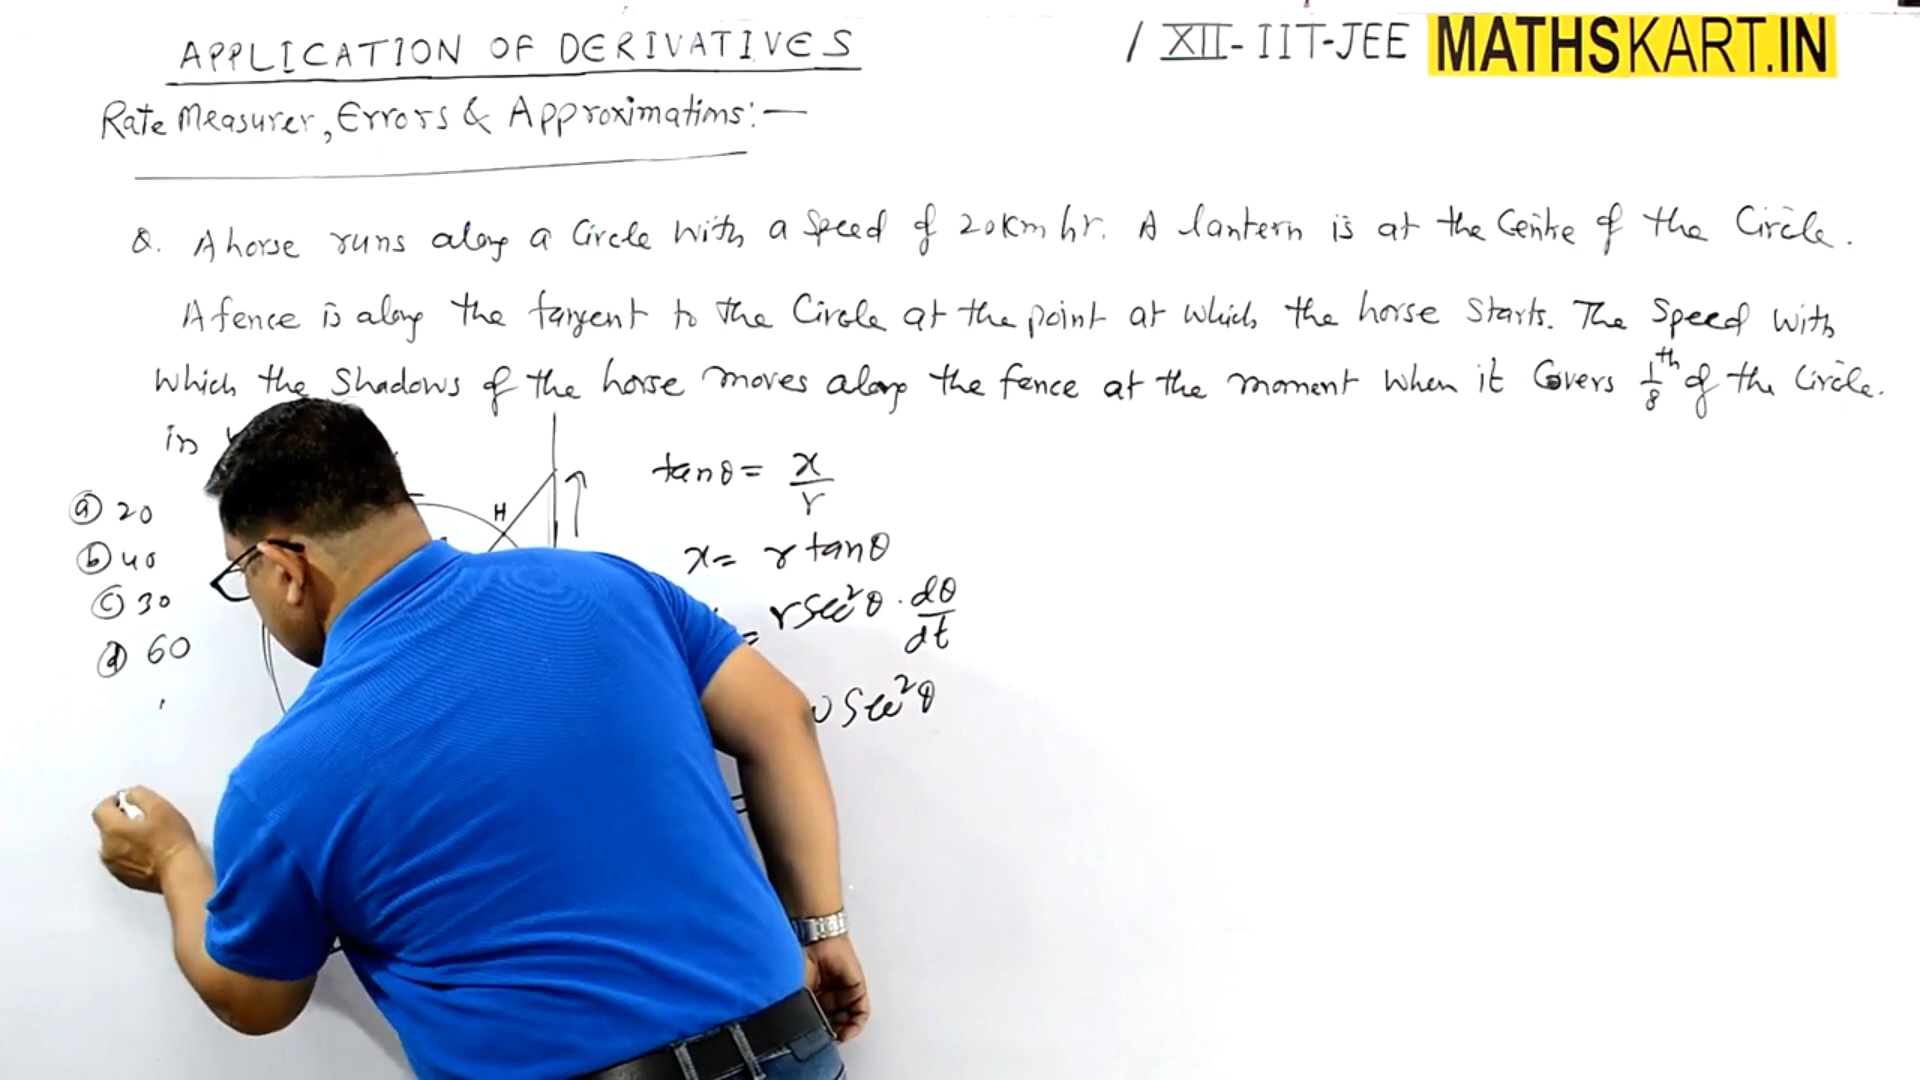 APPLICATION OF DERIVATIVES / XII-IIT-JEE MATHSKART.IN
Rate Measurer, Errors & Approximations:—
Q. A horse runs along a Circle with a Speed of 20Km hr. A lantern is at the Centre of the Circle.
A fence is along the tangent to the Circle at the point at which the horse Starts. The Speed with
which the Shadows of the horse moves along the fence at the moment when it Covers 1/8th of the Circle.
in
(a) 20
(b) 40
(c) 30
(d) 60
H
tanθ = x/r
x = r tanθ
= r sec²θ . dθ/dt
sec²θ